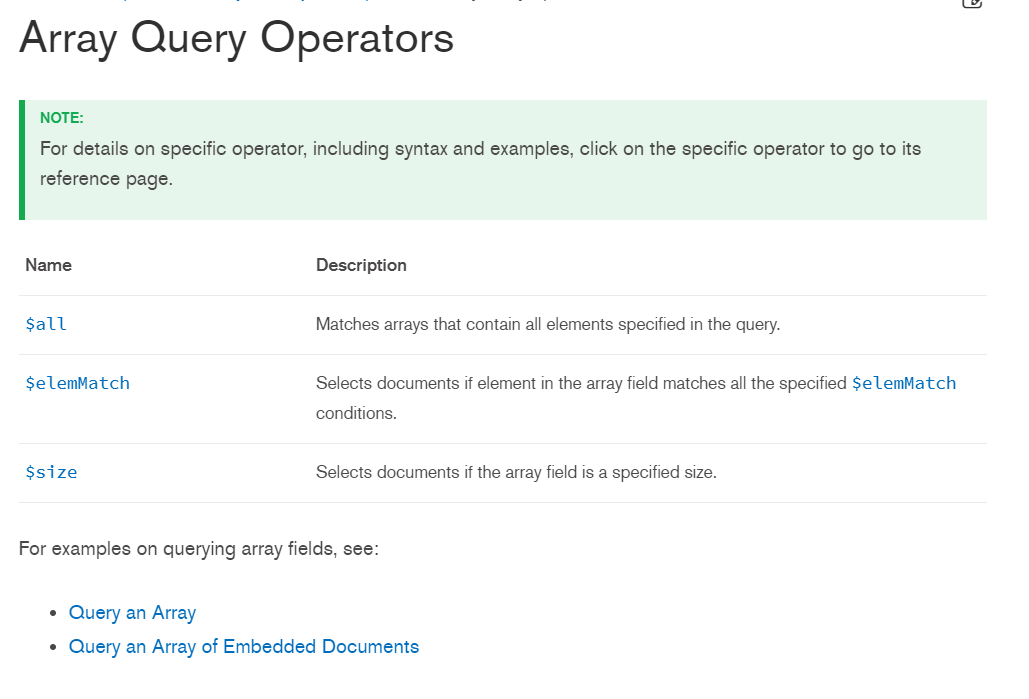 Array Query Operators
NOTE:
For details on specific operator, including syntax and examples, click on the specific operator to go to its
reference page.
Name Description
$all Matches arrays that contain all elements specified in the query.
$elemMatch Selects documents if element in the array field matches all the specified $elemMatch
conditions.
$size Selects documents if the array field is a specified size.
For examples on querying array fields, see:
• Query an Array
• Query an Array of Embedded Documents